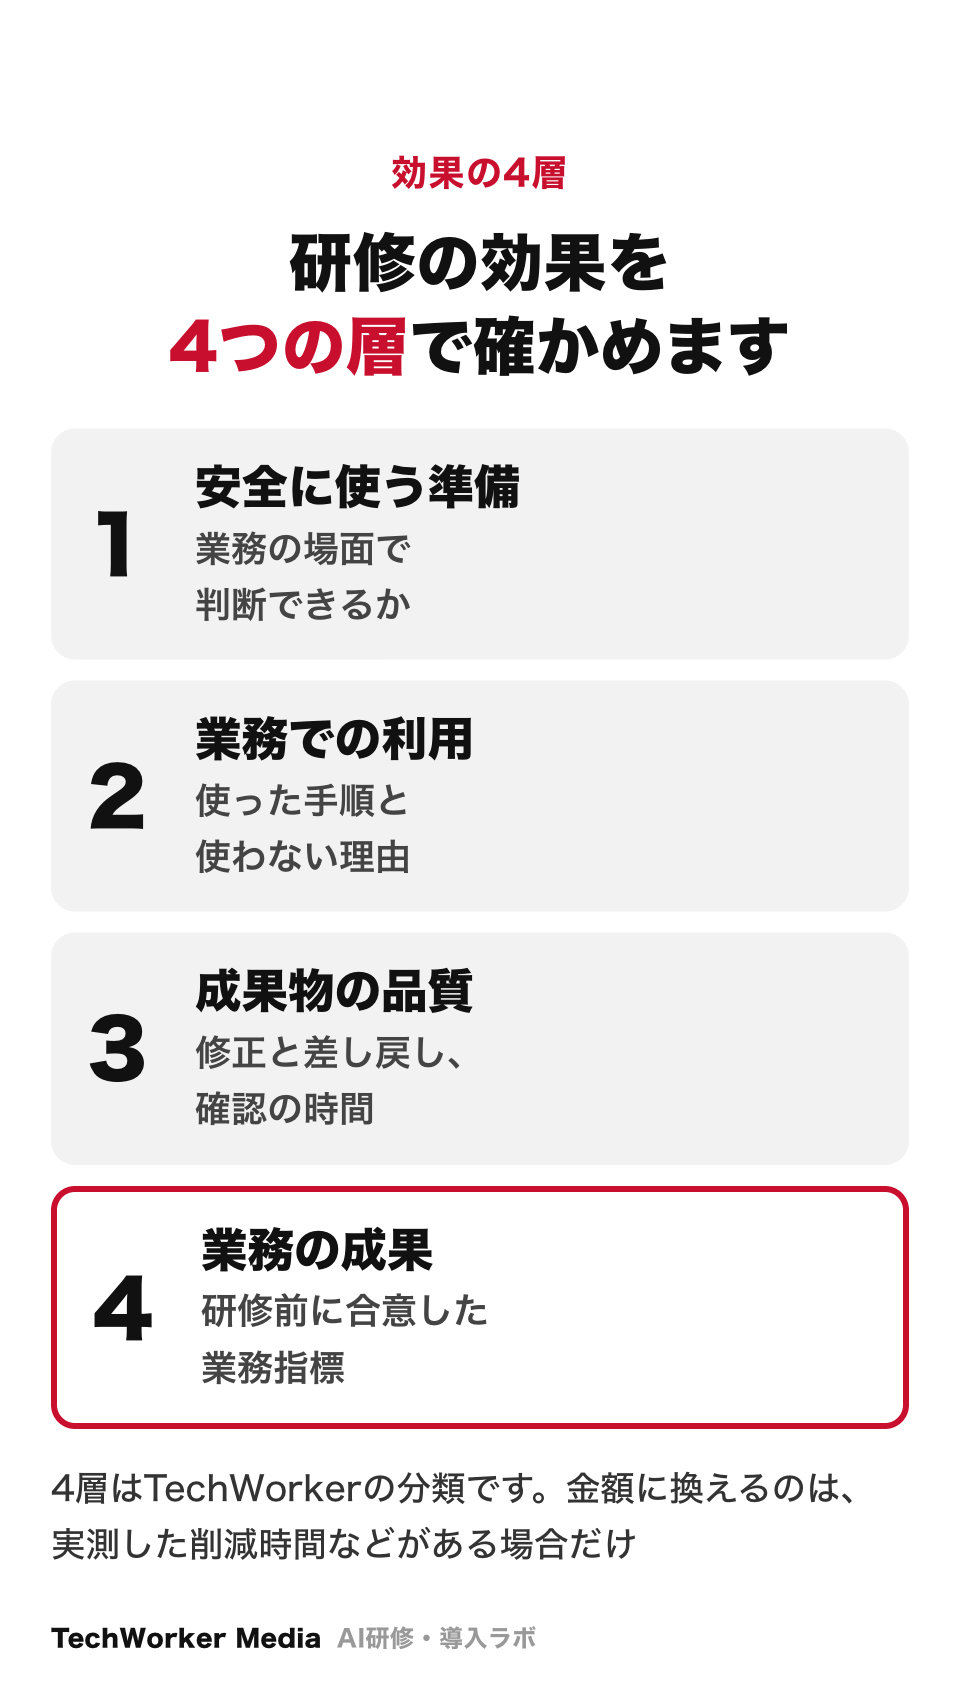 効果の4層
研修の効果を
4つの層で確かめます
1
安全に使う準備
業務の場面で
判断できるか
2
業務での利用
使った手順と
使わない理由
3
成果物の品質
修正と差し戻し、
確認の時間
4
業務の成果
研修前に合意した
業務指標
4層はTechWorkerの分類です。金額に換えるのは、
実測した削減時間などがある場合だけ
TechWorker Media AI研修・導入ラボ